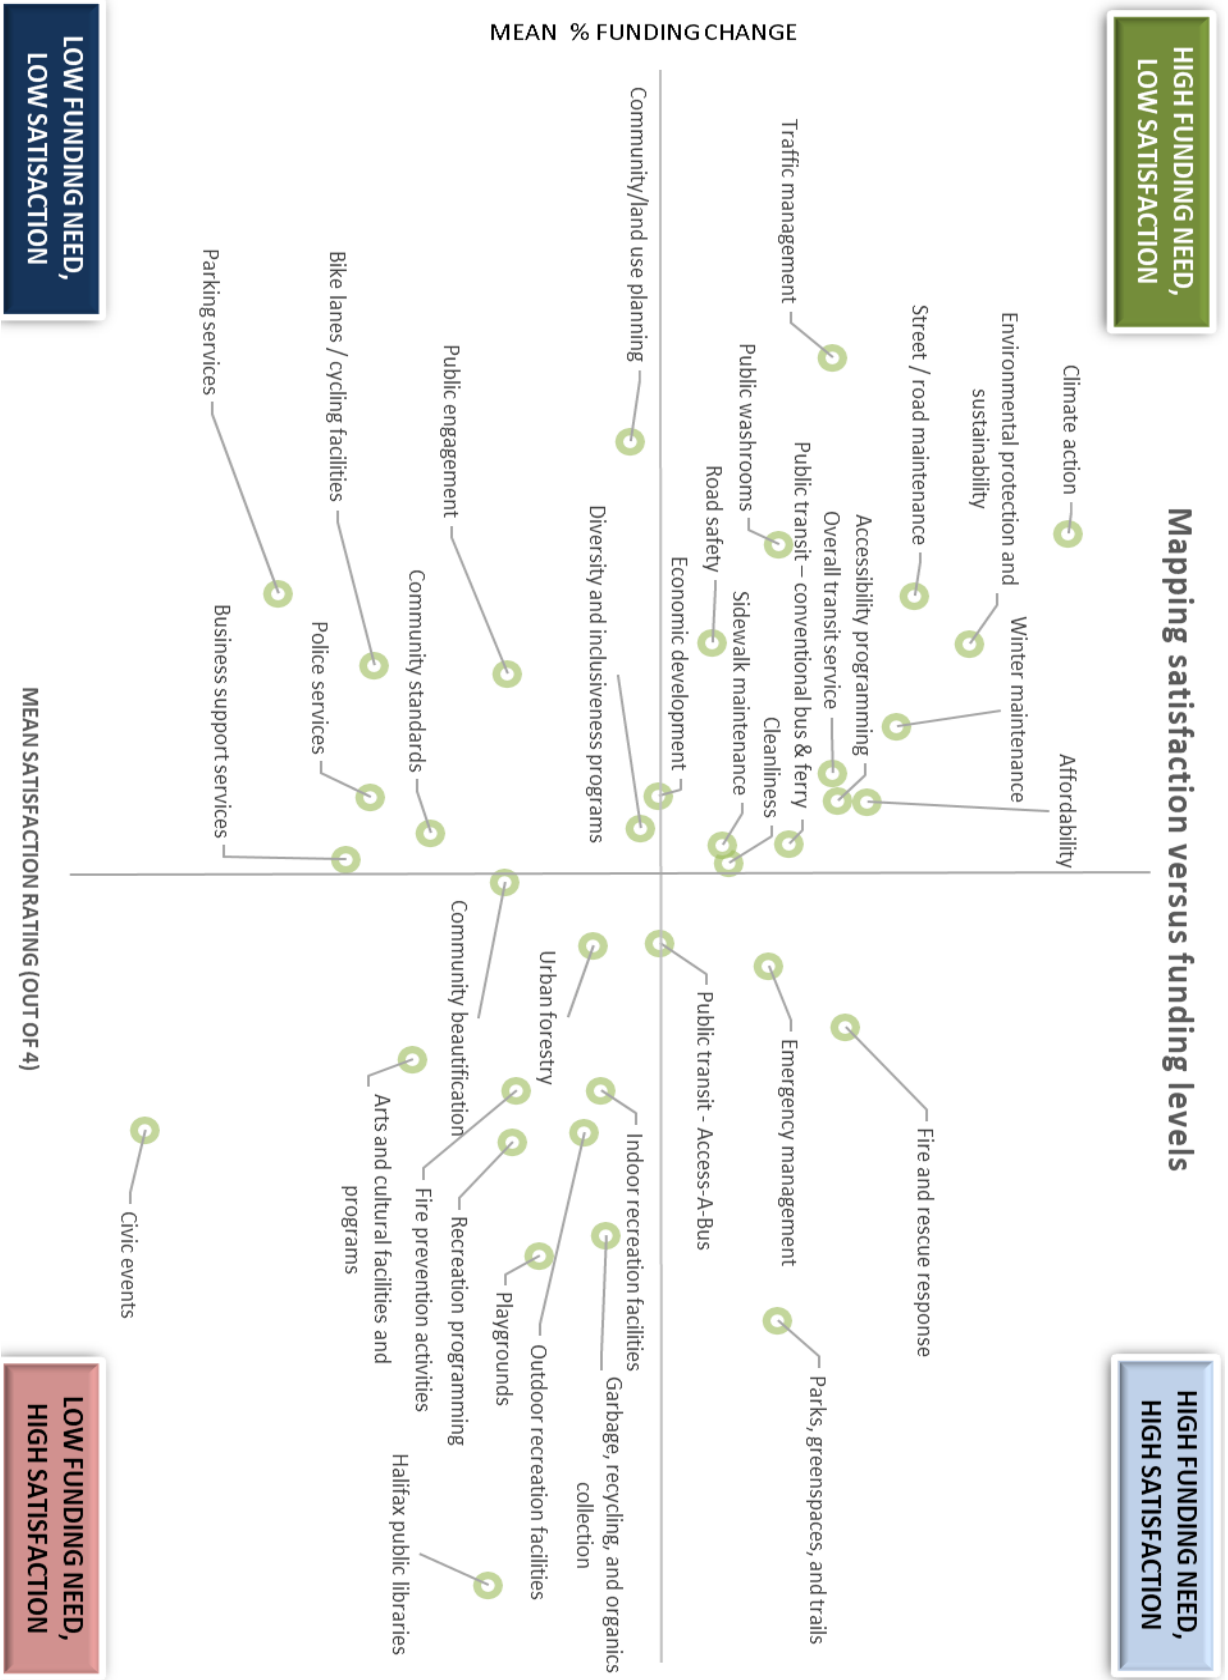 Mapping satisfaction versus funding levels
HIGH FUNDING NEED,
LOW SATISFACTION
HIGH FUNDING NEED,
HIGH SATISFACTION
Climate action
Affordability
Environmental protection and
sustainability
Winter maintenance
Street / road maintenance
Fire and rescue response
Accessibility programming
Overall transit service
Public transit – conventional bus & ferry
Parks, greenspaces, and trails
Traffic management
Emergency management
Cleanliness
Public washrooms
Sidewalk maintenance
Road safety
Public transit - Access-A-Bus
Economic development
MEAN % FUNDING CHANGE
Community/land use planning
Indoor recreation facilities
Garbage, recycling, and organics
collection
Diversity and inclusiveness programs
Urban forestry
Outdoor recreation facilities
Playgrounds
Community beautification
Recreation programming
Public engagement
Fire prevention activities
Community standards
Halifax public libraries
Arts and cultural facilities and
programs
Bike lanes / cycling facilities
Police services
Business support services
Parking services
Civic events
LOW FUNDING NEED,
LOW SATISACTION
LOW FUNDING NEED,
HIGH SATISFACTION
MEAN SATISFACTION RATING (OUT OF 4)